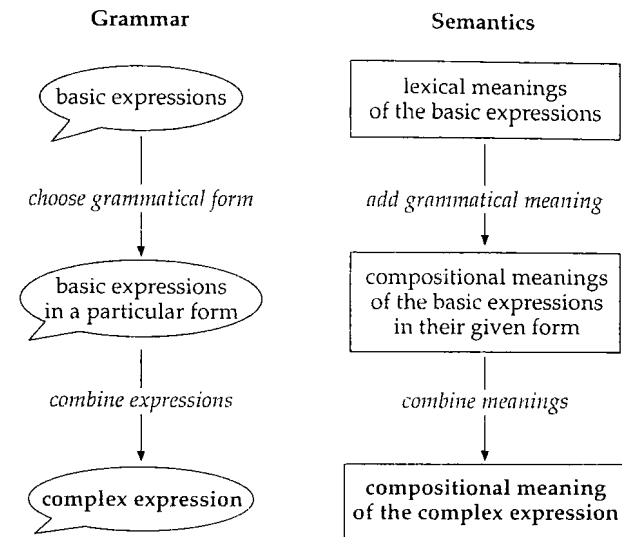 Grammar
basic expressions
choose grammatical form
basic expressions
in a particular form
combine expressions
complex expression
Semantics
lexical meanings
of the basic expressions
add grammatical meaning
compositional meanings
of the basic expressions
in their given form
combine meanings
compositional meaning
of the complex expression